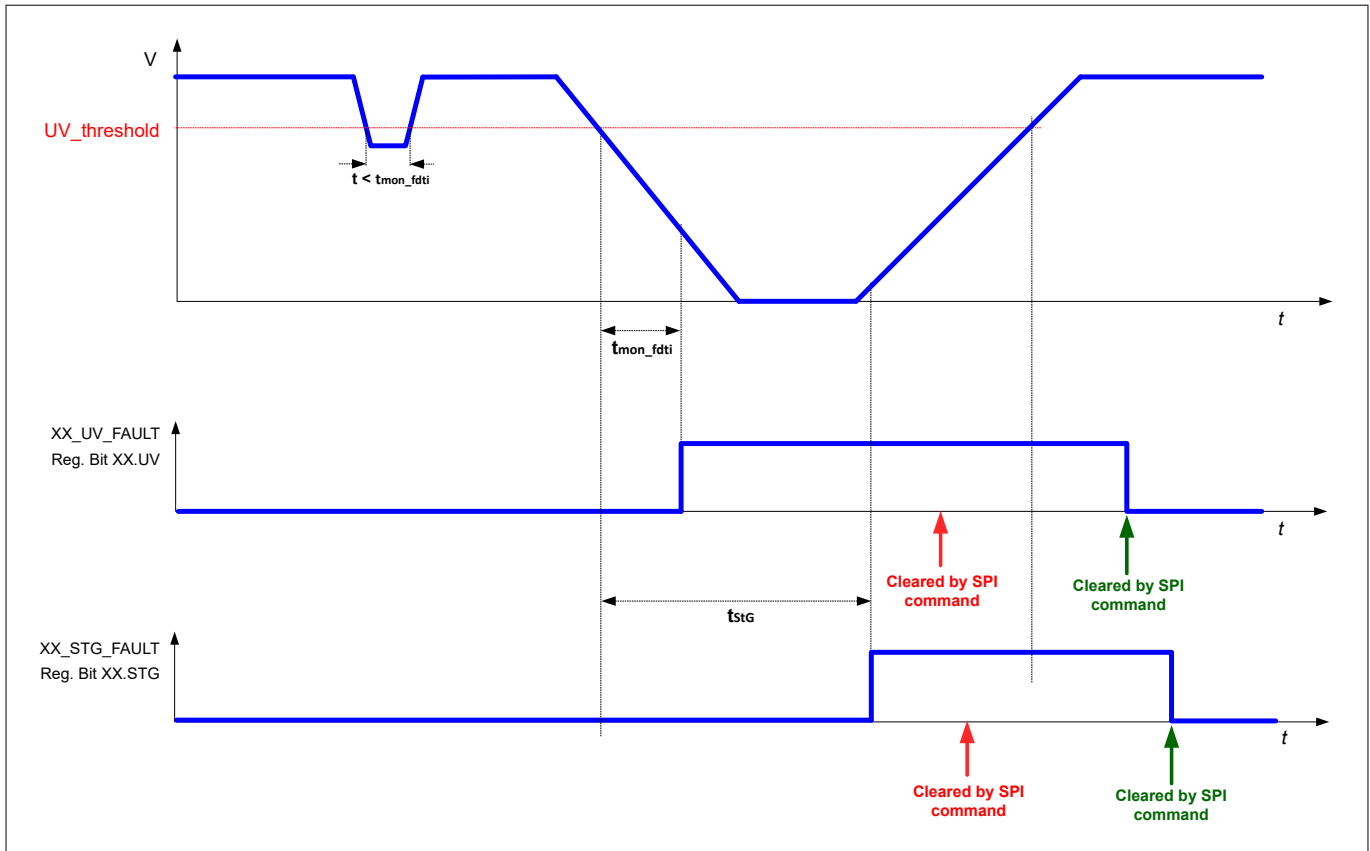 V
UV_threshold
t < tmon_fdti
t
tmon_fdti
XX_UV_FAULT
Reg. Bit XX.UV
t
Cleared by SPI
command
Cleared by SPI
command
tStG
XX_STG_FAULT
Reg. Bit XX.STG
t
Cleared by SPI
command
Cleared by SPI
command